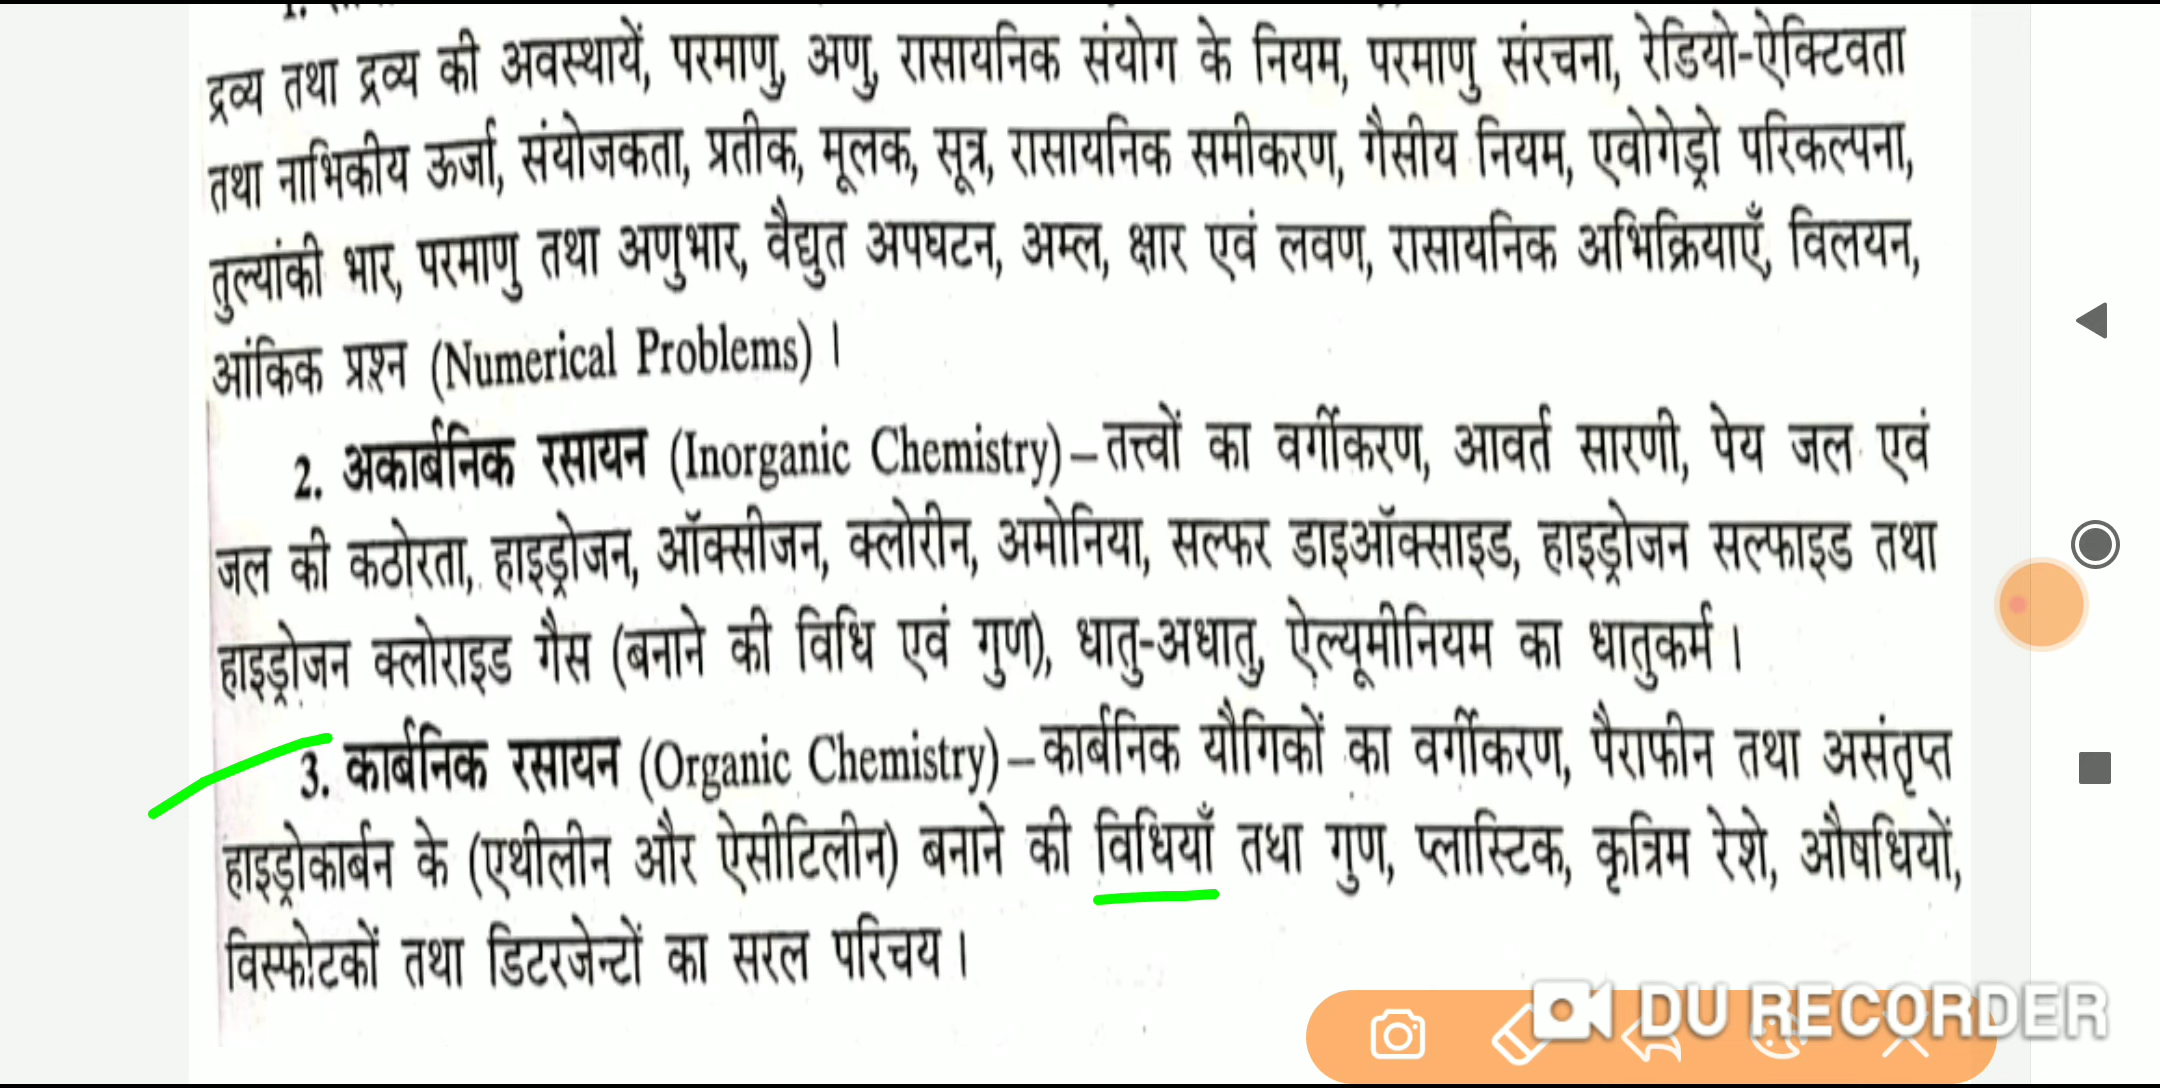 द्रव्य तथा द्रव्य की अवस्थायें, परमाणु, अणु, रासायनिक संयोग के नियम, परमाणु संरचना, रेडियो-ऐक्टिवता
तथा नाभिकीय ऊर्जा, संयोजकता, प्रतीक, मूलक, सूत्र, रासायनिक समीकरण, गैसीय नियम, एवोगेड्रो परिकल्पना,
तुल्यांकी भार, परमाणु तथा अणुभार, वैद्युत अपघटन, अम्ल, क्षार एवं लवण, रासायनिक अभिक्रियाएँ, विलयन,
आंकिक प्रश्न (Numerical Problems) ।
2. अकार्बनिक रसायन (Inorganic Chemistry)–तत्त्वों का वर्गीकरण, आवर्त सारणी, पेय जल एवं
जल की कठोरता, हाइड्रोजन, ऑक्सीजन, क्लोरीन, अमोनिया, सल्फर डाइऑक्साइड, हाइड्रोजन सल्फाइड तथा
हाइड्रोजन क्लोराइड गैस (बनाने की विधि एवं गुण), धातु-अधातु, ऐल्यूमीनियम का धातुकर्म ।
3. कार्बनिक रसायन (Organic Chemistry)–कार्बनिक यौगिकों का वर्गीकरण, पैराफीन तथा असंतृप्त
हाइड्रोकार्बन के (एथीलीन और ऐसीटिलीन) बनाने की विधियाँ तथा गुण, प्लास्टिक, कृत्रिम रेशे, औषधियों,
विस्फोटकों तथा डिटरजेन्टों का सरल परिचय ।
DU RECORDER